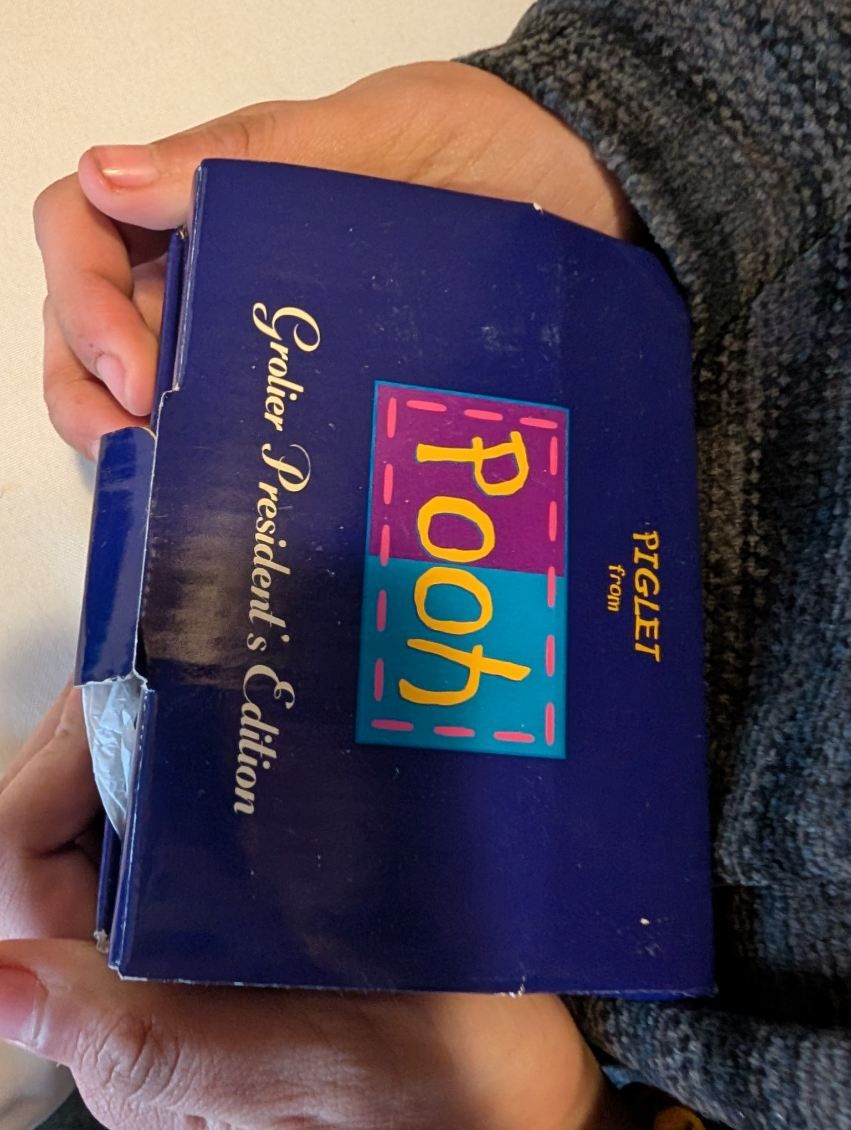 PIGLET
from
Pooh
Grolier President's Edition